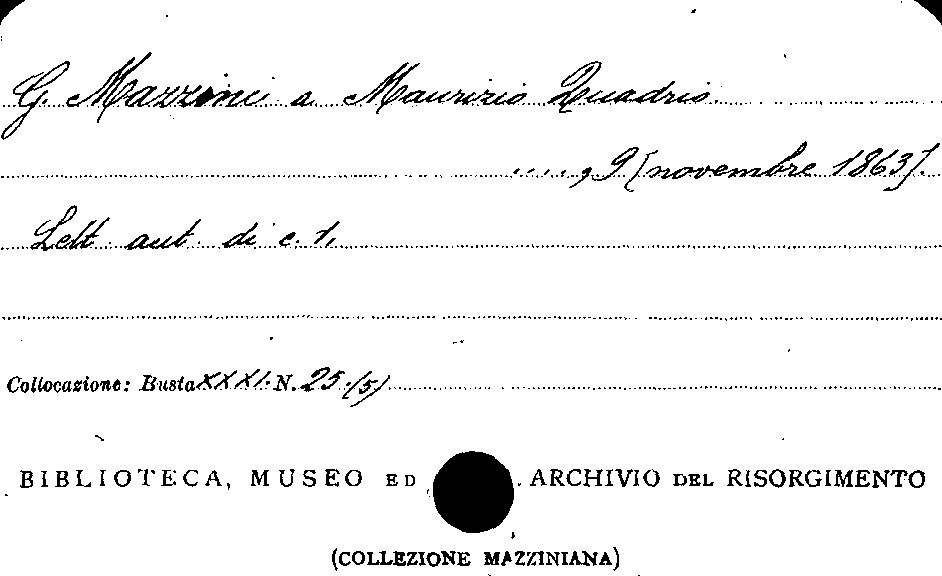 G. Mazzini a Maurizio Quadrio
...., 9 [novembre 1863].
Lett. aut. di c. 1.
Collocazione: Busta XXXI. N. 25.(5)
BIBLIOTECA, MUSEO ED ARCHIVIO DEL RISORGIMENTO
(COLLEZIONE MAZZINIANA)